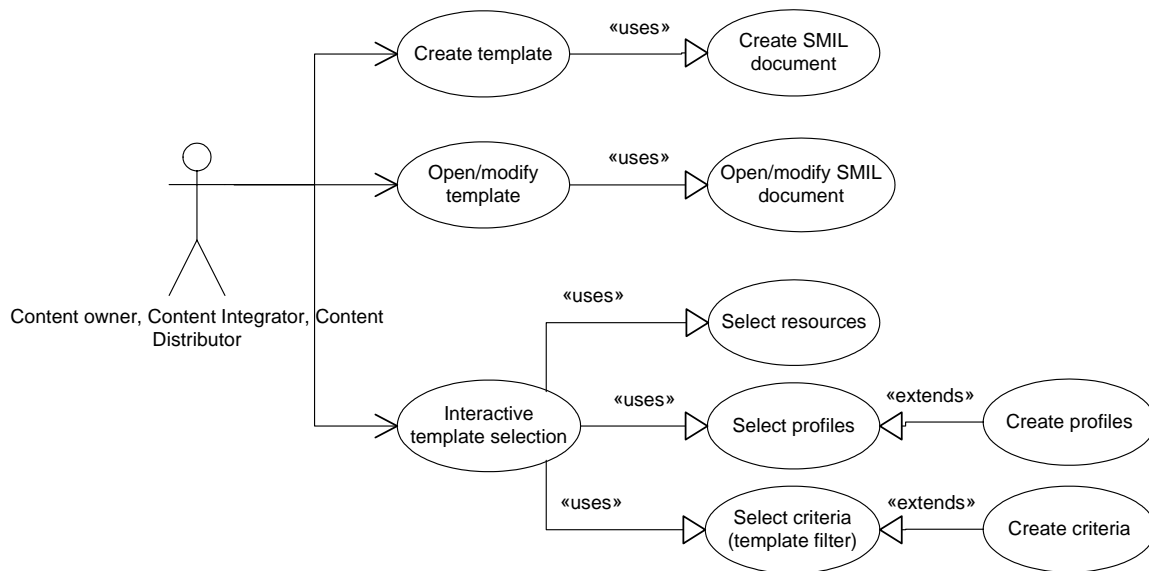 «uses»
Create template
Create SMIL
document
«uses»
Open/modify
template
Open/modify SMIL
document
Content owner, Content Integrator, Content
Distributor
«uses»
Select resources
Interactive
template selection
«uses»
Select profiles
«extends»
Create profiles
«uses»
Select criteria
(template filter)
«extends»
Create criteria